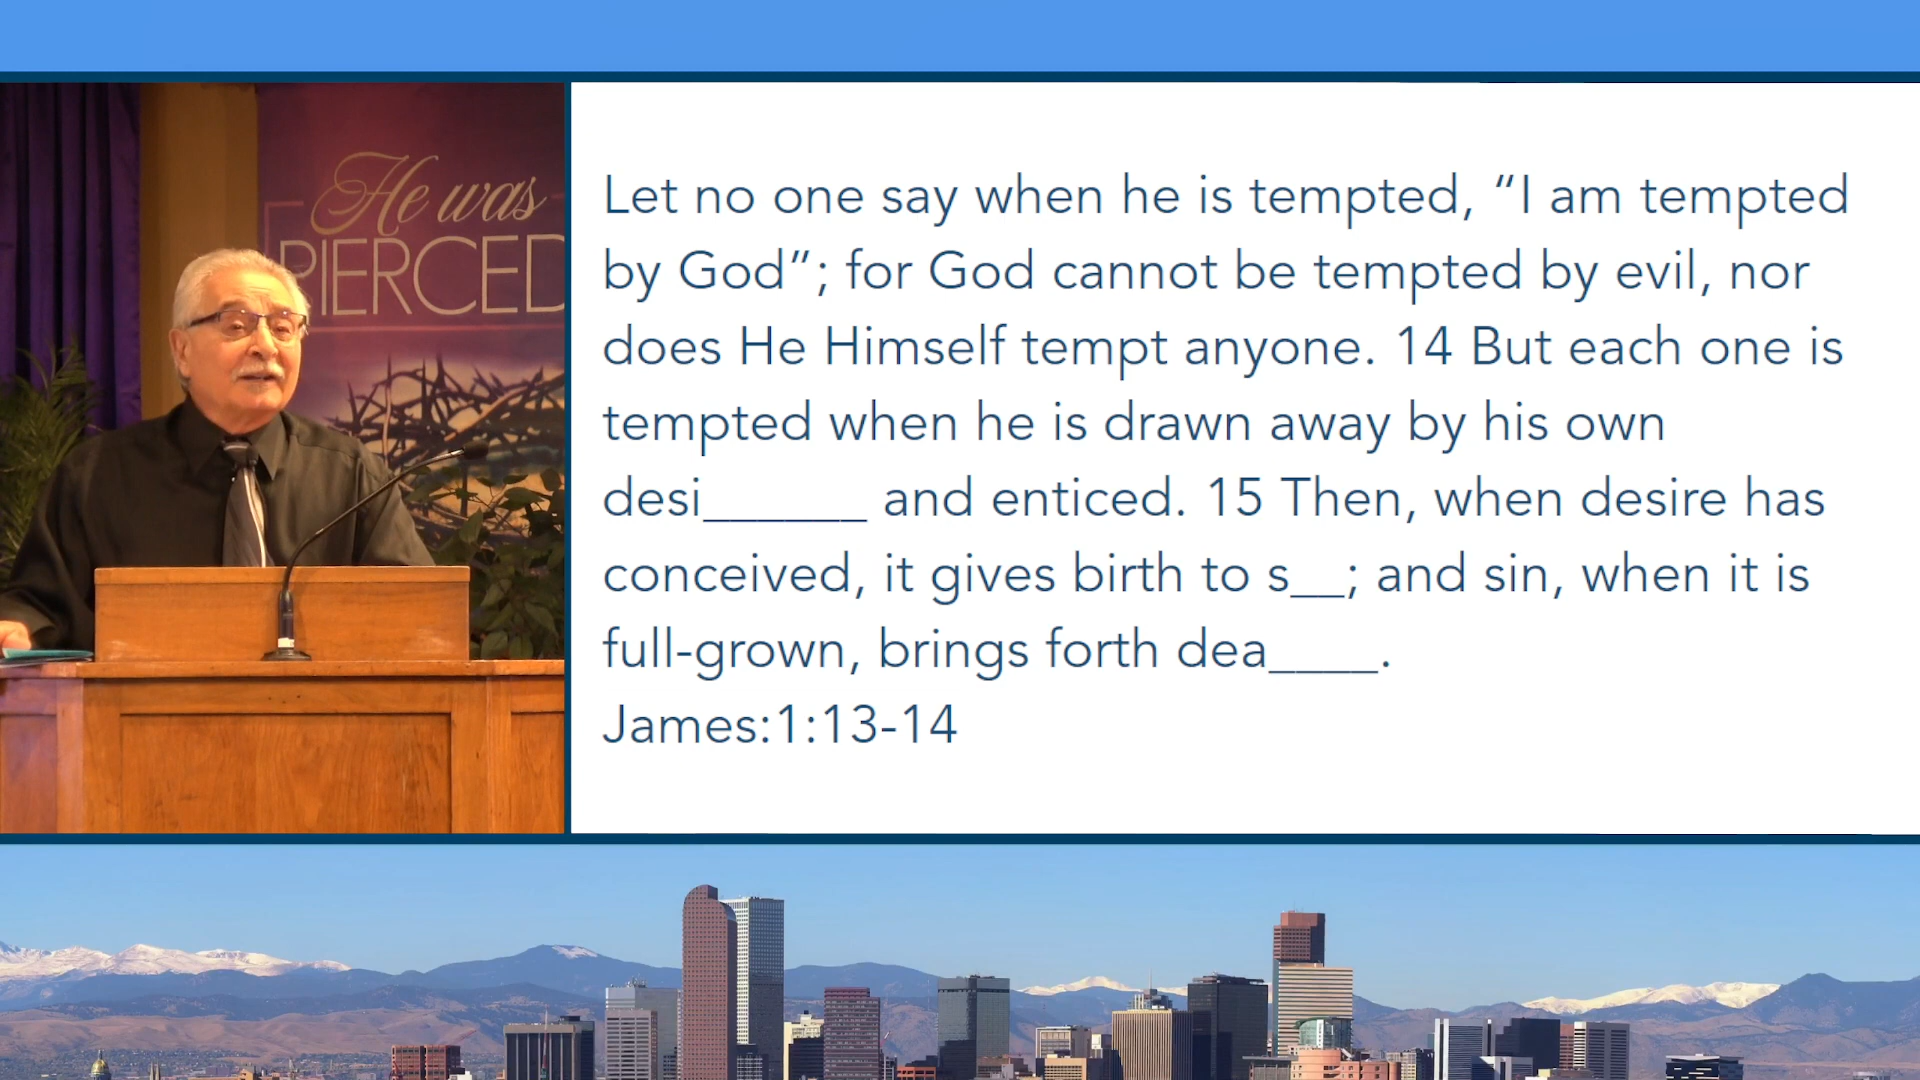 He was
PIERCED
Let no one say when he is tempted, “I am tempted
by God”; for God cannot be tempted by evil, nor
does He Himself tempt anyone. 14 But each one is
tempted when he is drawn away by his own
desi______ and enticed. 15 Then, when desire has
conceived, it gives birth to s__; and sin, when it is
full-grown, brings forth dea____.
James:1:13-14